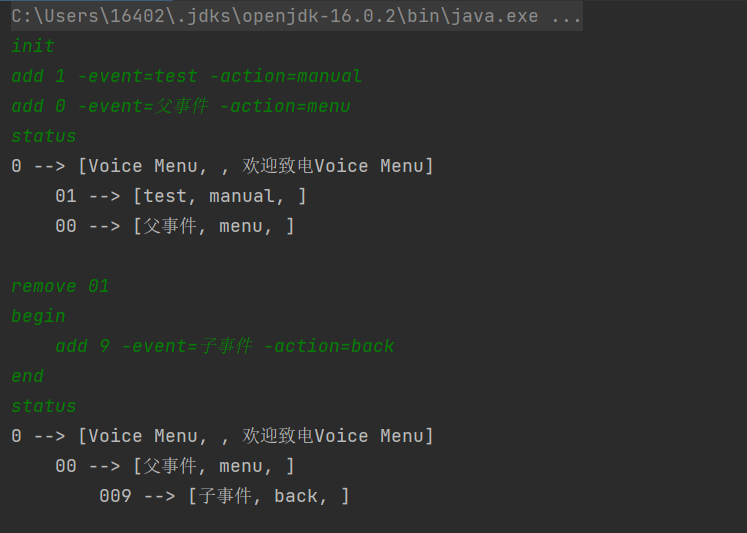 C:\Users\16402\.jdks\openjdk-16.0.2\bin\java.exe ...
init
add 1 -event=test -action=manual
add 0 -event=父事件 -action=menu
status
0 --> [Voice Menu, , 欢迎致电Voice Menu]
    01 --> [test, manual, ]
    00 --> [父事件, menu, ]

remove 01
begin
    add 9 -event=子事件 -action=back
end
status
0 --> [Voice Menu, , 欢迎致电Voice Menu]
    00 --> [父事件, menu, ]
        009 --> [子事件, back, ]